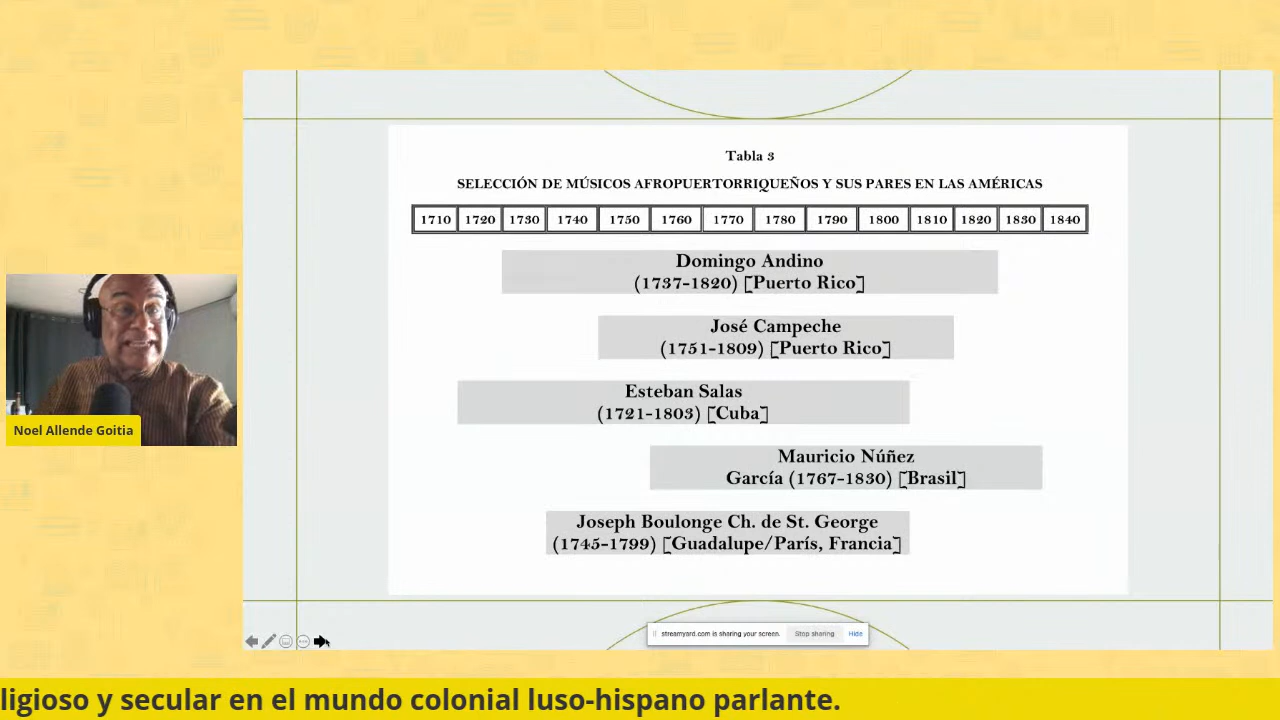 Tabla 3
SELECCIÓN DE MÚSICOS AFROPUERTORRIQUEÑOS Y SUS PARES EN LAS AMÉRICAS
1710 1720 1730 1740 1750 1760 1770 1780 1790 1800 1810 1820 1830 1840
Domingo Andino
(1737-1820) [Puerto Rico]
José Campeche
(1751-1809) [Puerto Rico]
Esteban Salas
(1721-1803) [Cuba]
Mauricio Núñez
García (1767-1830) [Brasil]
Joseph Boulonge Ch. de St. George
(1745-1799) [Guadalupe/París, Francia]
Noel Allende Goitia
streamyard.com is sharing your screen. Stop sharing Hide
ligioso y secular en el mundo colonial luso-hispano parlante.